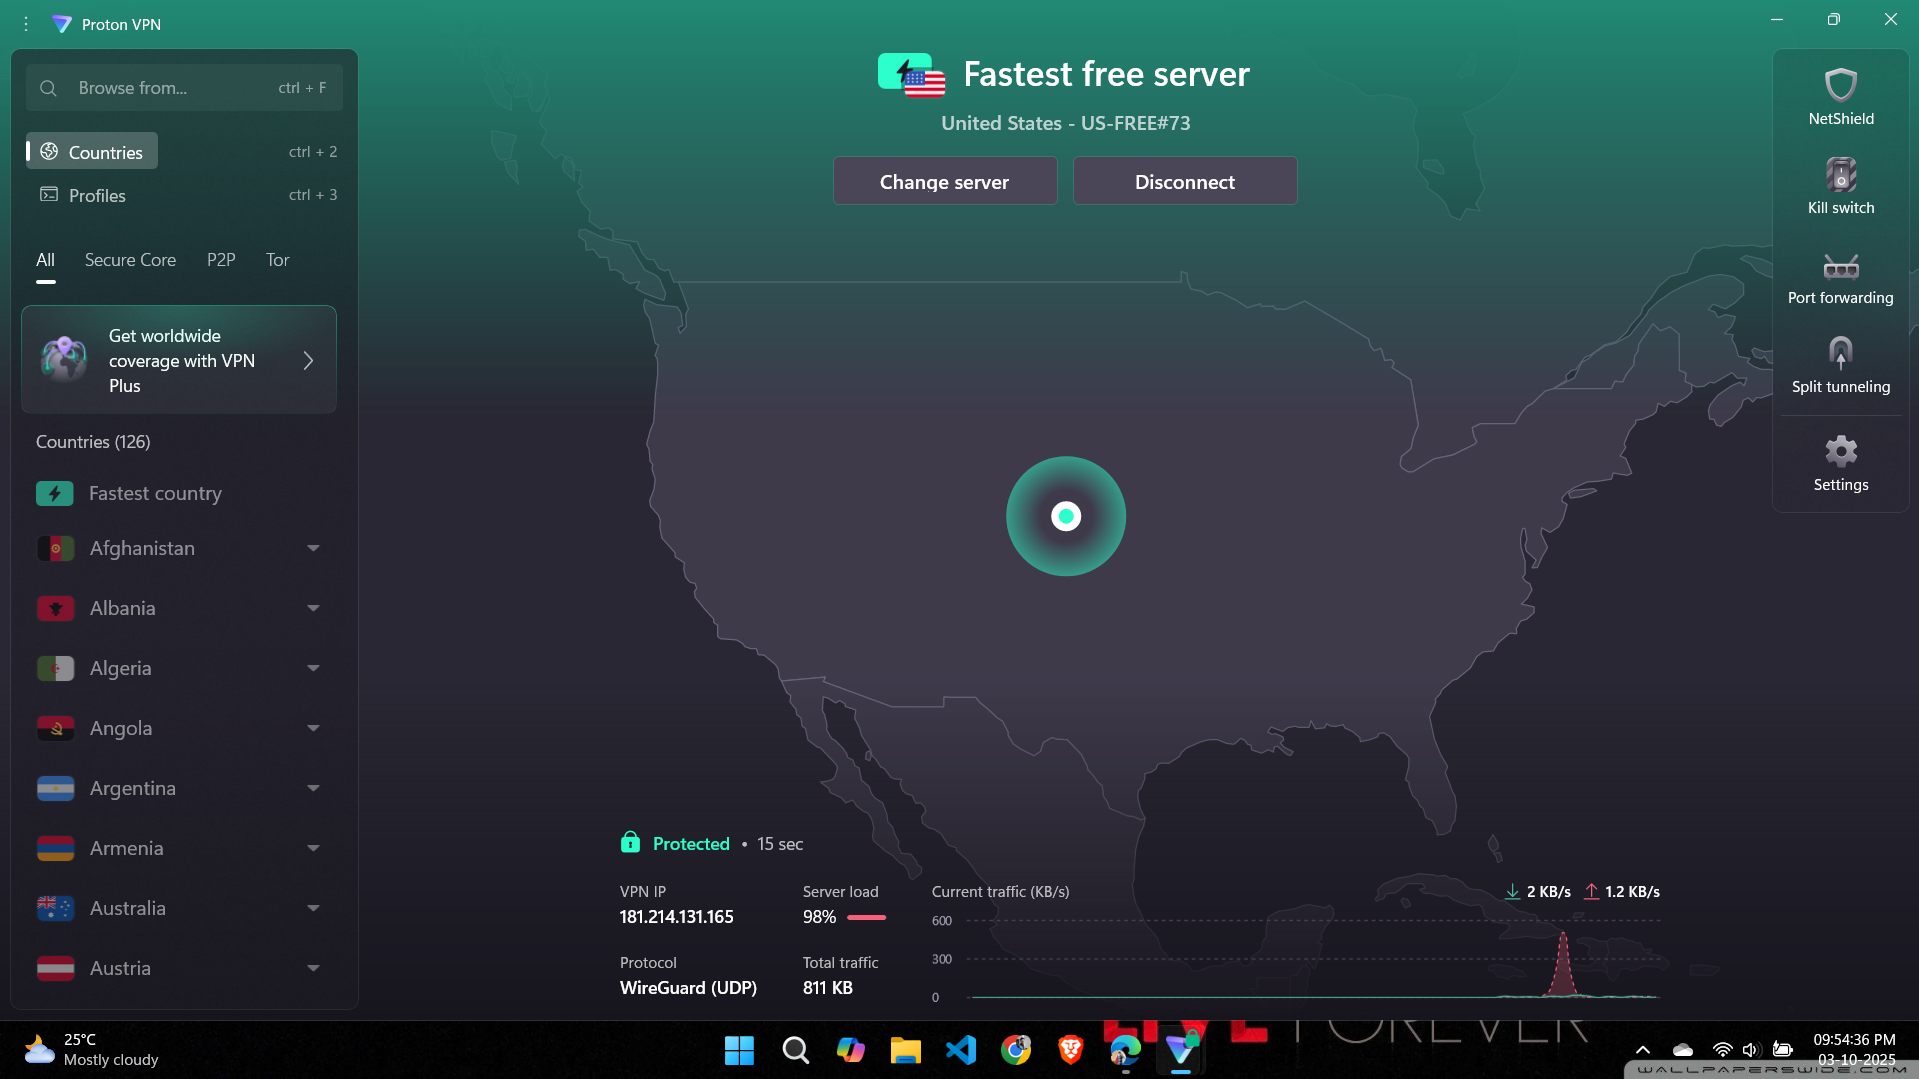 Proton VPN
Browse from...
ctrl + F
Countries
ctrl + 2
Profiles
ctrl + 3
All
Secure Core
P2P
Tor
Get worldwide
coverage with VPN
Plus
Countries (126)
Fastest country
Afghanistan
Albania
Algeria
Angola
Argentina
Armenia
Australia
Austria
Fastest free server
United States - US-FREE#73
Change server
Disconnect
NetShield
Kill switch
Port forwarding
Split tunneling
Settings
Protected • 15 sec
VPN IP
181.214.131.165
Server load
98%
Protocol
WireGuard (UDP)
Total traffic
811 KB
Current traffic (KB/s)
2 KB/s
1.2 KB/s
600
300
0
25°C
Mostly cloudy
LIVE FOREVER
09:54:36 PM
03-10-2025
WALLPAPERSWIDE.COM